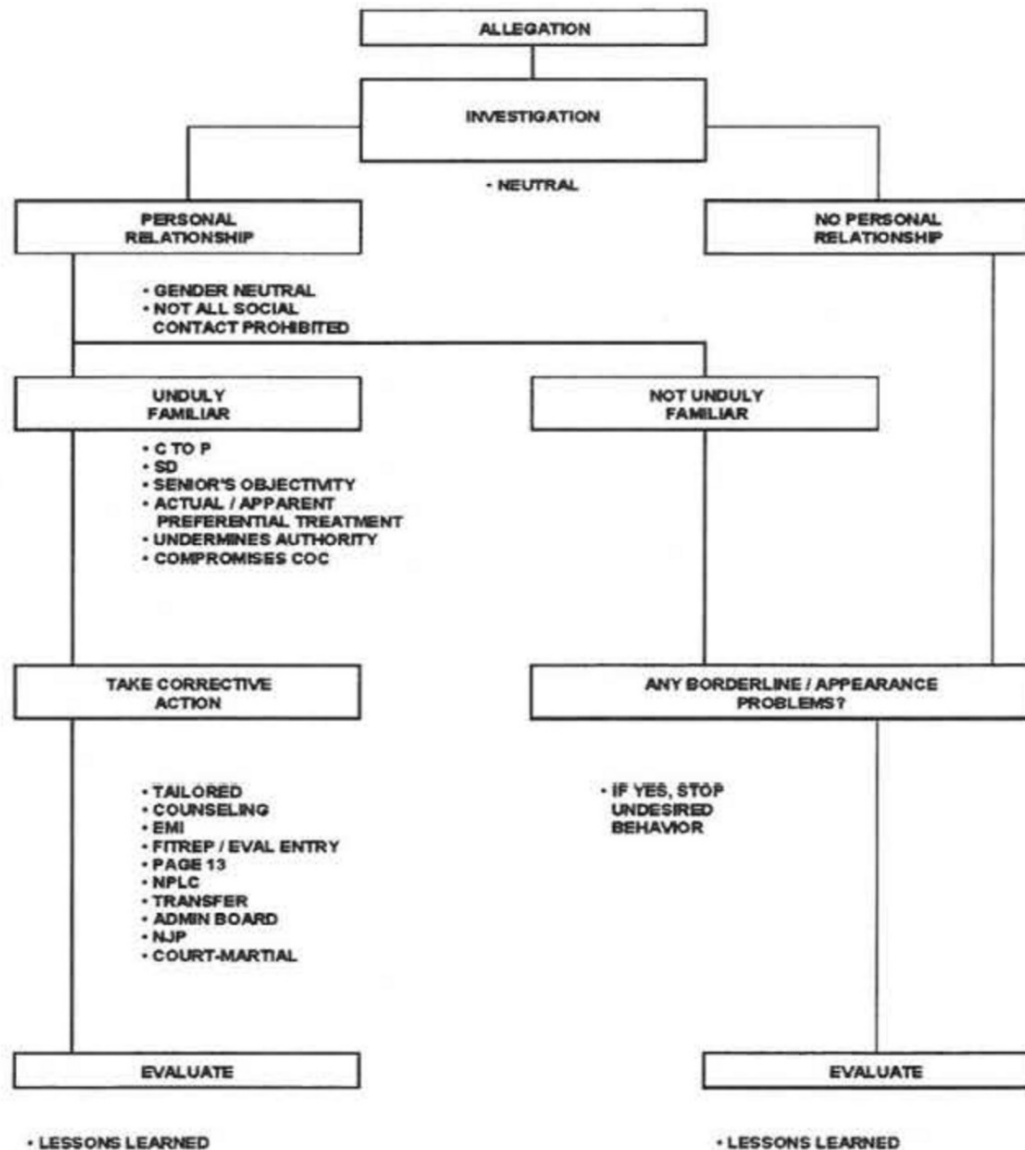 ALLEGATION
INVESTIGATION
• NEUTRAL
PERSONAL
RELATIONSHIP
NO PERSONAL
RELATIONSHIP
• GENDER NEUTRAL
• NOT ALL SOCIAL
CONTACT PROHIBITED
UNDULY
FAMILIAR
NOT UNDULY
FAMILIAR
• C TO P
• SD
• SENIOR'S OBJECTIVITY
• ACTUAL / APPARENT
PREFERENTIAL TREATMENT
• UNDERMINES AUTHORITY
• COMPROMISES COC
TAKE CORRECTIVE
ACTION
ANY BORDERLINE / APPEARANCE
PROBLEMS?
• TAILORED
• COUNSELING
• EMI
• FITREP / EVAL ENTRY
• PAGE 13
• NPLC
• TRANSFER
• ADMIN BOARD
• NJP
• COURT-MARTIAL
• IF YES, STOP
UNDESIRED
BEHAVIOR
EVALUATE
EVALUATE
• LESSONS LEARNED
• LESSONS LEARNED